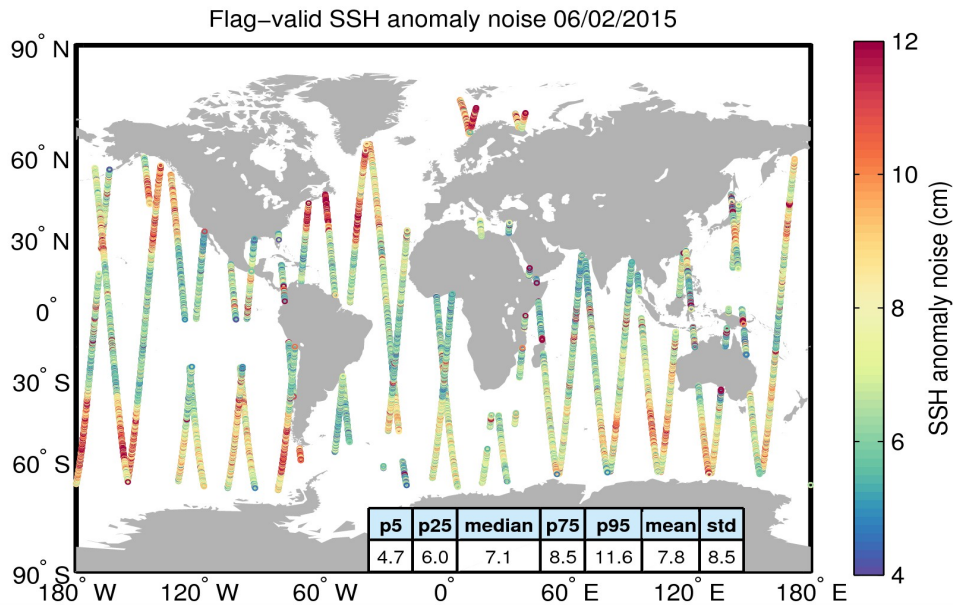 Flag−valid SSH anomaly noise 06/02/2015
90° N
60° N
30° N
0°
30° S
60° S
90° S
180° W
120° W
60° W
0°
60° E
120° E
180° E
p5 p25 median p75 p95 mean std
4.7 6.0 7.1 8.5 11.6 7.8 8.5
12
10
8
6
4
SSH anomaly noise (cm)